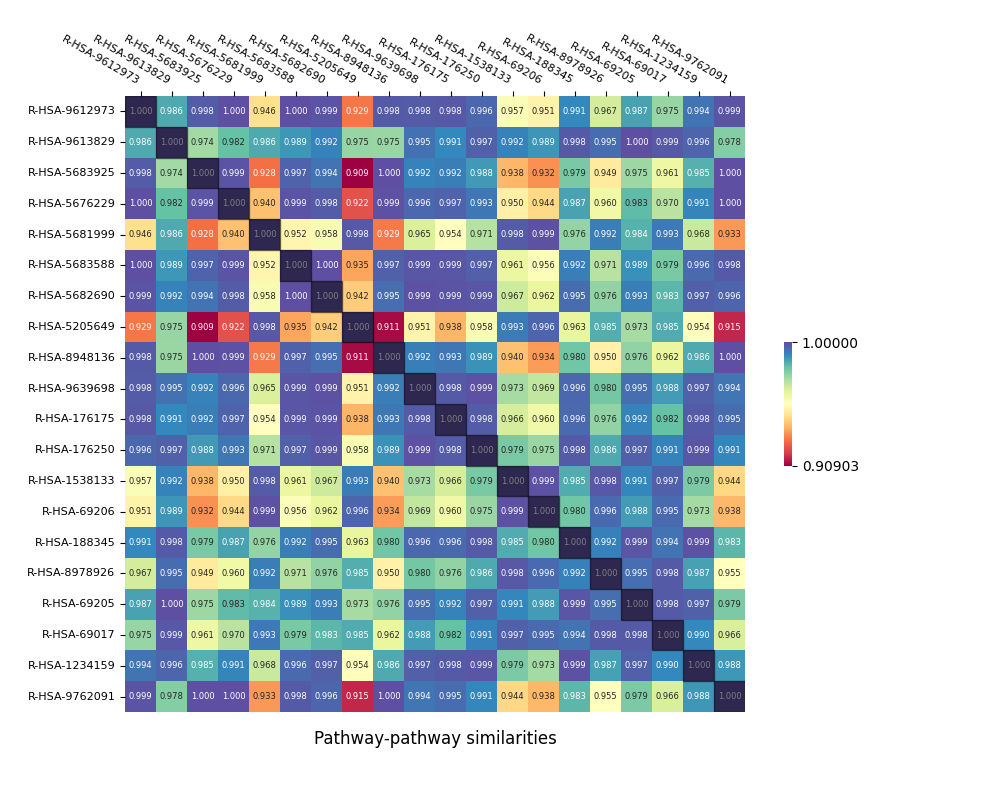 R-HSA-9612973 R-HSA-9613829 R-HSA-5683925 R-HSA-5676229 R-HSA-5681999 R-HSA-5683588 R-HSA-5682690 R-HSA-5205649 R-HSA-8948136 R-HSA-9639698 R-HSA-176175 R-HSA-176250 R-HSA-1538133 R-HSA-69206 R-HSA-188345 R-HSA-8978926 R-HSA-69205 R-HSA-69017 R-HSA-1234159 R-HSA-9762091
R-HSA-9612973 1.000 0.986 0.998 1.000 0.946 1.000 0.999 0.929 0.998 0.998 0.998 0.996 0.957 0.951 0.991 0.967 0.987 0.975 0.994 0.999
R-HSA-9613829 0.986 1.000 0.974 0.982 0.986 0.989 0.992 0.975 0.975 0.995 0.991 0.997 0.992 0.989 0.998 0.995 1.000 0.999 0.996 0.978
R-HSA-5683925 0.998 0.974 1.000 0.999 0.928 0.997 0.994 0.909 1.000 0.992 0.992 0.988 0.938 0.932 0.979 0.949 0.975 0.961 0.985 1.000
R-HSA-5676229 1.000 0.982 0.999 1.000 0.940 0.999 0.998 0.922 0.999 0.996 0.997 0.993 0.950 0.944 0.987 0.960 0.983 0.970 0.991 1.000
R-HSA-5681999 0.946 0.986 0.928 0.940 1.000 0.952 0.958 0.998 0.929 0.965 0.954 0.971 0.998 0.999 0.976 0.992 0.984 0.993 0.968 0.933
R-HSA-5683588 1.000 0.989 0.997 0.999 0.952 1.000 1.000 0.935 0.997 0.999 0.999 0.997 0.961 0.956 0.992 0.971 0.989 0.979 0.996 0.998
R-HSA-5682690 0.999 0.992 0.994 0.998 0.958 1.000 1.000 0.942 0.995 0.999 0.999 0.999 0.967 0.962 0.995 0.976 0.993 0.983 0.997 0.996
R-HSA-5205649 0.929 0.975 0.909 0.922 0.998 0.935 0.942 1.000 0.911 0.951 0.938 0.958 0.993 0.996 0.963 0.985 0.973 0.985 0.954 0.915
R-HSA-8948136 0.998 0.975 1.000 0.999 0.929 0.997 0.995 0.911 1.000 0.992 0.993 0.989 0.940 0.934 0.980 0.950 0.976 0.962 0.986 1.000
R-HSA-9639698 0.998 0.995 0.992 0.996 0.965 0.999 0.999 0.951 0.992 1.000 0.998 0.999 0.973 0.969 0.996 0.980 0.995 0.988 0.997 0.994
R-HSA-176175 0.998 0.991 0.992 0.997 0.954 0.999 0.999 0.938 0.993 0.998 1.000 0.998 0.966 0.960 0.996 0.976 0.992 0.982 0.998 0.995
R-HSA-176250 0.996 0.997 0.988 0.993 0.971 0.997 0.999 0.958 0.989 0.999 0.998 1.000 0.979 0.975 0.998 0.986 0.997 0.991 0.999 0.991
R-HSA-1538133 0.957 0.992 0.938 0.950 0.998 0.961 0.967 0.993 0.940 0.973 0.966 0.979 1.000 0.999 0.985 0.998 0.991 0.997 0.979 0.944
R-HSA-69206 0.951 0.989 0.932 0.944 0.999 0.956 0.962 0.996 0.934 0.969 0.960 0.975 0.999 1.000 0.980 0.996 0.988 0.995 0.973 0.938
R-HSA-188345 0.991 0.998 0.979 0.987 0.976 0.992 0.995 0.963 0.980 0.996 0.996 0.998 0.985 0.980 1.000 0.992 0.999 0.994 0.999 0.983
R-HSA-8978926 0.967 0.995 0.949 0.960 0.992 0.971 0.976 0.985 0.950 0.980 0.976 0.986 0.998 0.996 0.992 1.000 0.995 0.998 0.987 0.955
R-HSA-69205 0.987 1.000 0.975 0.983 0.984 0.989 0.993 0.973 0.976 0.995 0.992 0.997 0.991 0.988 0.999 0.995 1.000 0.998 0.997 0.979
R-HSA-69017 0.975 0.999 0.961 0.970 0.993 0.979 0.983 0.985 0.962 0.988 0.982 0.991 0.997 0.995 0.994 0.998 0.998 1.000 0.990 0.966
R-HSA-1234159 0.994 0.996 0.985 0.991 0.968 0.996 0.997 0.954 0.986 0.997 0.998 0.999 0.979 0.973 0.999 0.987 0.997 0.990 1.000 0.988
R-HSA-9762091 0.999 0.978 1.000 1.000 0.933 0.998 0.996 0.915 1.000 0.994 0.995 0.991 0.944 0.938 0.983 0.955 0.979 0.966 0.988 1.000
1.00000
0.90903
Pathway-pathway similarities